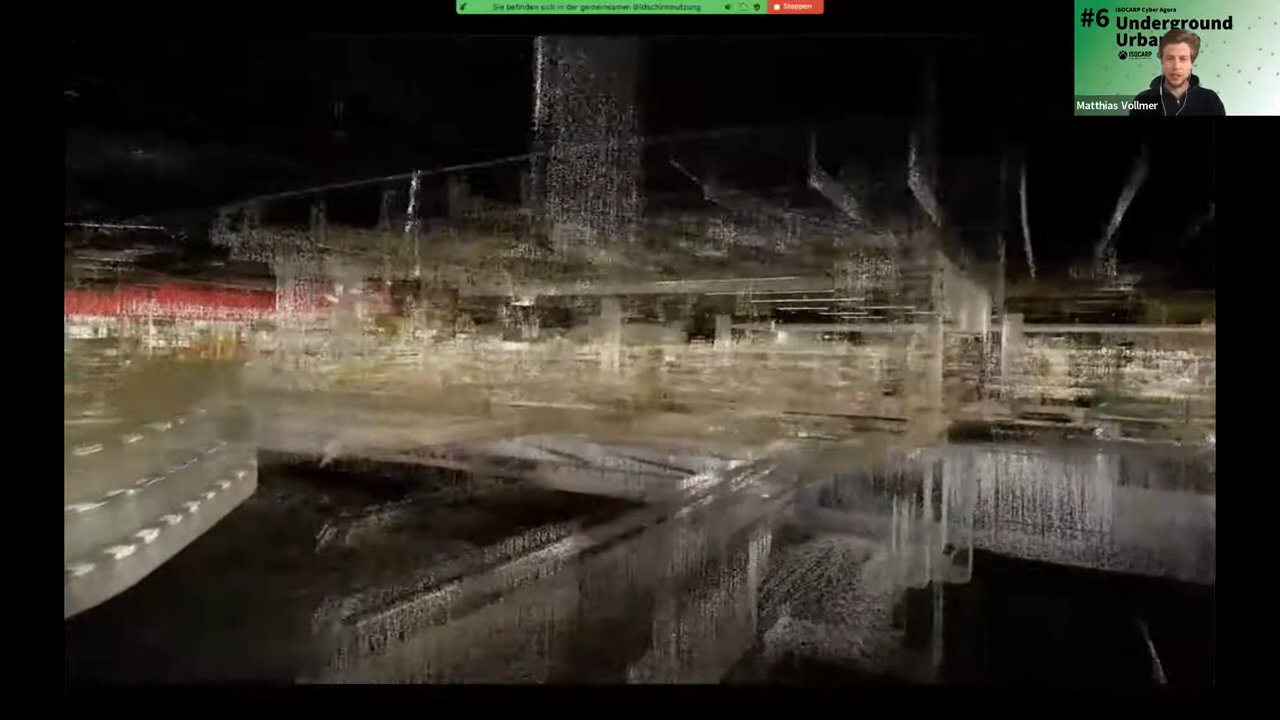 Sie befinden sich in der gemeinsamen Bildschirmnutzung
Stoppen
#6
ISOCARP Cyber Agora
Underground
Urba
ISOCARP
Matthias Vollmer